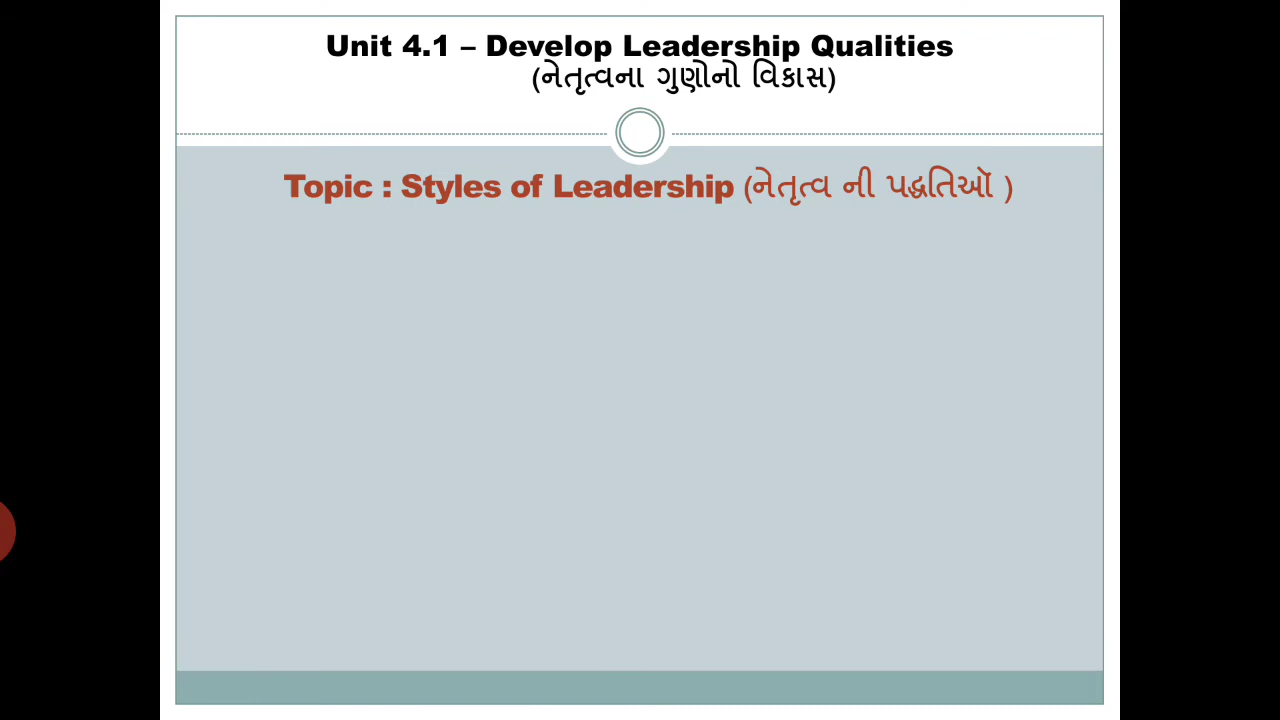 Unit 4.1 – Develop Leadership Qualities
(નેતૃત્વના ગુણોનો વિકાસ)
Topic : Styles of Leadership (નેતૃત્વ ની પદ્ધતિઓ )